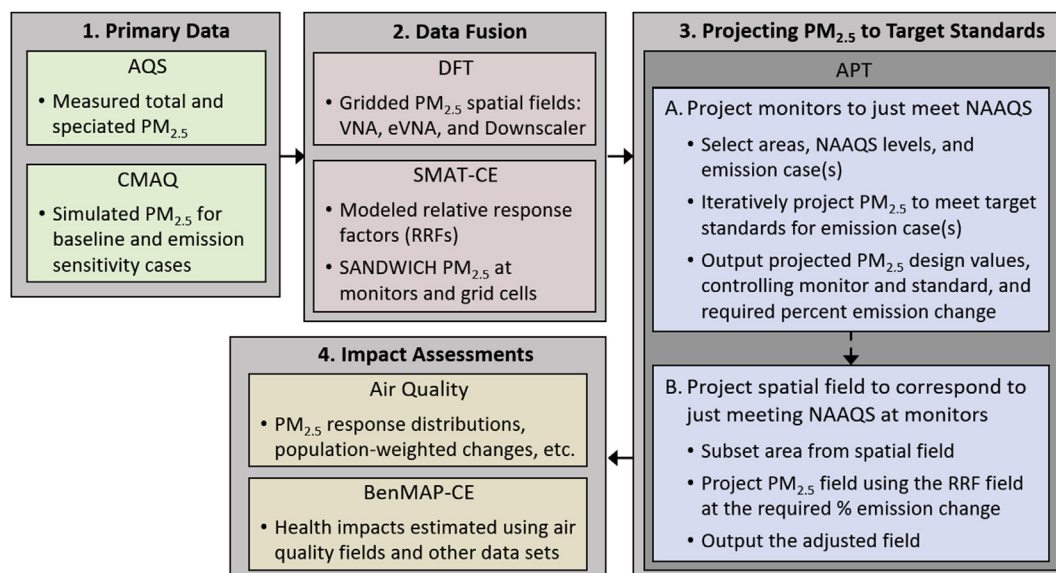 1. Primary Data
AQS
• Measured total and
speciated PM₂.₅
CMAQ
• Simulated PM₂.₅ for
baseline and emission
sensitivity cases
2. Data Fusion
DFT
• Gridded PM₂.₅ spatial fields:
VNA, eVNA, and Downscaler
SMAT-CE
• Modeled relative response
factors (RRFs)
• SANDWICH PM₂.₅ at
monitors and grid cells
3. Projecting PM₂.₅ to Target Standards
APT
A. Project monitors to just meet NAAQS
• Select areas, NAAQS levels, and
emission case(s)
• Iteratively project PM₂.₅ to meet target
standards for emission case(s)
• Output projected PM₂.₅ design values,
controlling monitor and standard, and
required percent emission change
B. Project spatial field to correspond to
just meeting NAAQS at monitors
• Subset area from spatial field
• Project PM₂.₅ field using the RRF field
at the required % emission change
• Output the adjusted field
4. Impact Assessments
Air Quality
• PM₂.₅ response distributions,
population-weighted changes, etc.
BenMAP-CE
• Health impacts estimated using air
quality fields and other data sets